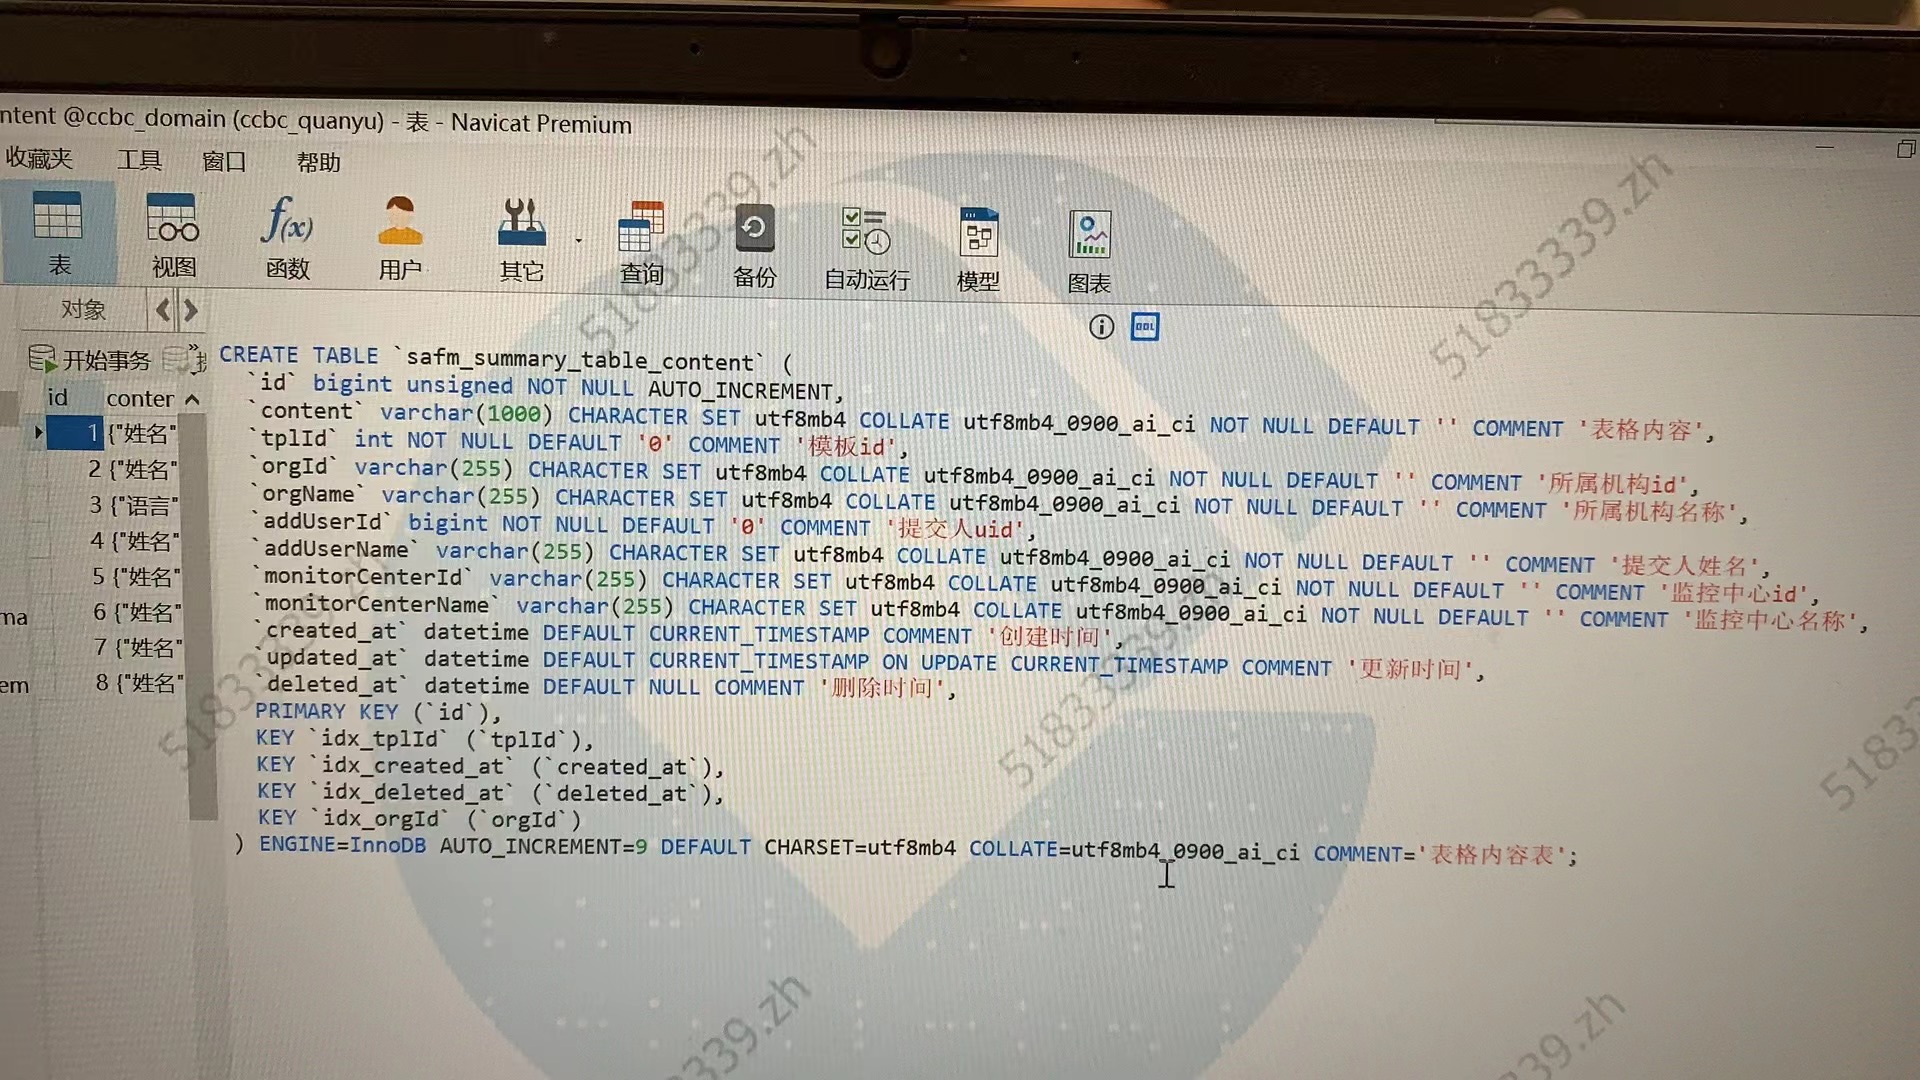 ntent @ccbc_domain (ccbc_quanyu) - 表 - Navicat Premium
收藏夹 工具 窗口 帮助
表 视图 函数 用户 其它 查询 备份 自动运行 模型 图表
对象
开始事务
id conter
1 {"姓名"
2 {"姓名"
3 {"语言"
4 {"姓名"
5 {"姓名"
6 {"姓名"
7 {"姓名"
8 {"姓名"
ma
em
DDL
CREATE TABLE `safm_summary_table_content` (
`id` bigint unsigned NOT NULL AUTO_INCREMENT,
`content` varchar(1000) CHARACTER SET utf8mb4 COLLATE utf8mb4_0900_ai_ci NOT NULL DEFAULT '' COMMENT '表格内容',
`tplId` int NOT NULL DEFAULT '0' COMMENT '模板id',
`orgId` varchar(255) CHARACTER SET utf8mb4 COLLATE utf8mb4_0900_ai_ci NOT NULL DEFAULT '' COMMENT '所属机构id',
`orgName` varchar(255) CHARACTER SET utf8mb4 COLLATE utf8mb4_0900_ai_ci NOT NULL DEFAULT '' COMMENT '所属机构名称',
`addUserId` bigint NOT NULL DEFAULT '0' COMMENT '提交人uid',
`addUserName` varchar(255) CHARACTER SET utf8mb4 COLLATE utf8mb4_0900_ai_ci NOT NULL DEFAULT '' COMMENT '提交人姓名',
`monitorCenterId` varchar(255) CHARACTER SET utf8mb4 COLLATE utf8mb4_0900_ai_ci NOT NULL DEFAULT '' COMMENT '监控中心id',
`monitorCenterName` varchar(255) CHARACTER SET utf8mb4 COLLATE utf8mb4_0900_ai_ci NOT NULL DEFAULT '' COMMENT '监控中心名称',
`created_at` datetime DEFAULT CURRENT_TIMESTAMP COMMENT '创建时间',
`updated_at` datetime DEFAULT CURRENT_TIMESTAMP ON UPDATE CURRENT_TIMESTAMP COMMENT '更新时间',
`deleted_at` datetime DEFAULT NULL COMMENT '删除时间',
PRIMARY KEY (`id`),
KEY `idx_tplId` (`tplId`),
KEY `idx_created_at` (`created_at`),
KEY `idx_deleted_at` (`deleted_at`),
KEY `idx_orgId` (`orgId`)
) ENGINE=InnoDB AUTO_INCREMENT=9 DEFAULT CHARSET=utf8mb4 COLLATE=utf8mb4_0900_ai_ci COMMENT='表格内容表';
5183339.zh
5183339.zh
5183339.zh
5183339.zh
51833
339.zh
39.zh